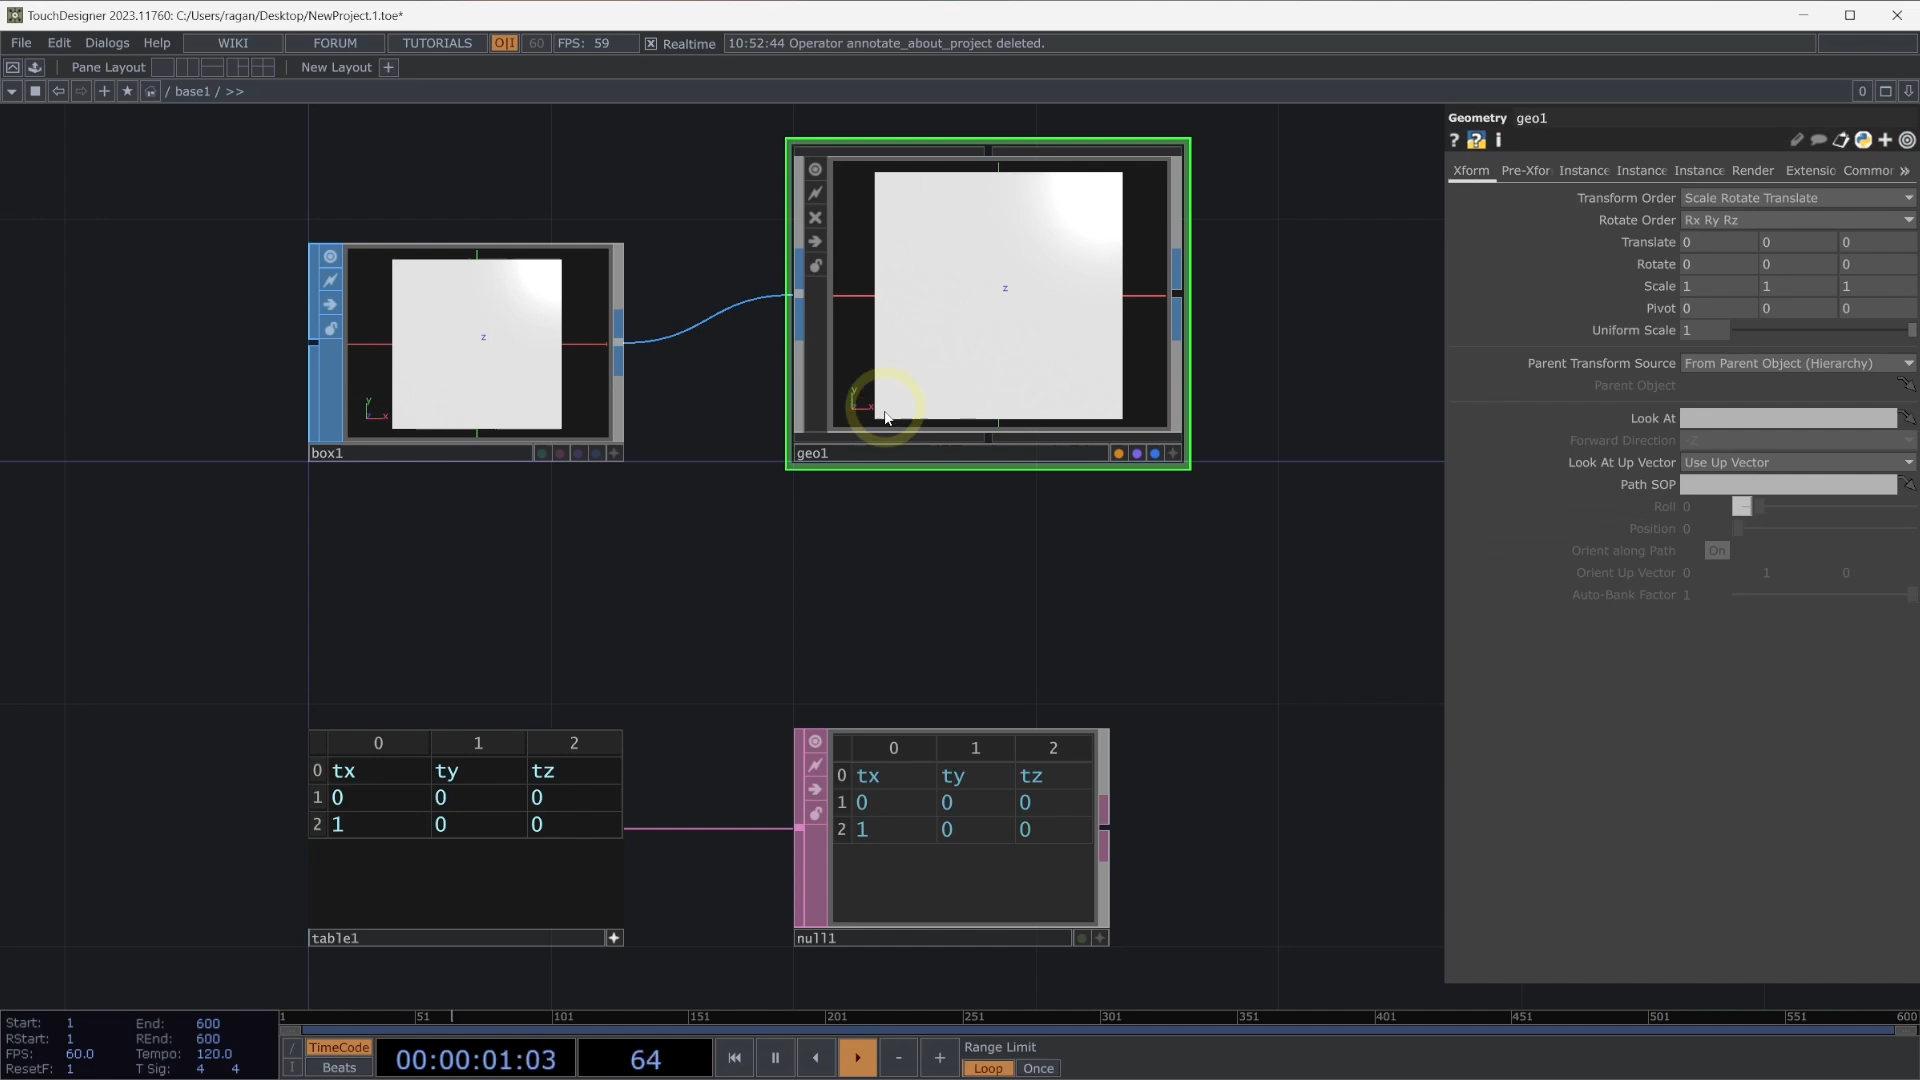 TouchDesigner 2023.11760: C:/Users/ragan/Desktop/NewProject.1.toe*
File Edit Dialogs Help WIKI FORUM TUTORIALS O|I 60 FPS: 59 Realtime 10:52:44 Operator annotate_about_project deleted.
Pane Layout New Layout +
/ base1 / >> 0
Geometry geo1
? ? i
Xform Pre-Xfor Instance Instance Instance Render Extensio Commor
Transform Order Scale Rotate Translate
Rotate Order Rx Ry Rz
Translate 0 0 0
Rotate 0 0 0
Scale 1 1 1
Pivot 0 0 0
Uniform Scale 1
Parent Transform Source From Parent Object (Hierarchy)
Parent Object
Look At
Forward Direction -Z
Look At Up Vector Use Up Vector
Path SOP
Roll 0
Position 0
Orient along Path On
Orient Up Vector 0 1 0
Auto-Bank Factor 1
z
y
x
box1
z
y
x
geo1
0 1 2
0 tx ty tz
1 0 0 0
2 1 0 0
table1
0 1 2
0 tx ty tz
1 0 0 0
2 1 0 0
null1
Start: 1 End: 600
RStart: 1 REnd: 600
FPS: 60.0 Tempo: 120.0
ResetF: 1 T Sig: 4 4
1 51 101 151 201 251 301 351 401 451 501 551 600
TimeCode
Beats
00:00:01:03
64
- +
Range Limit
Loop Once